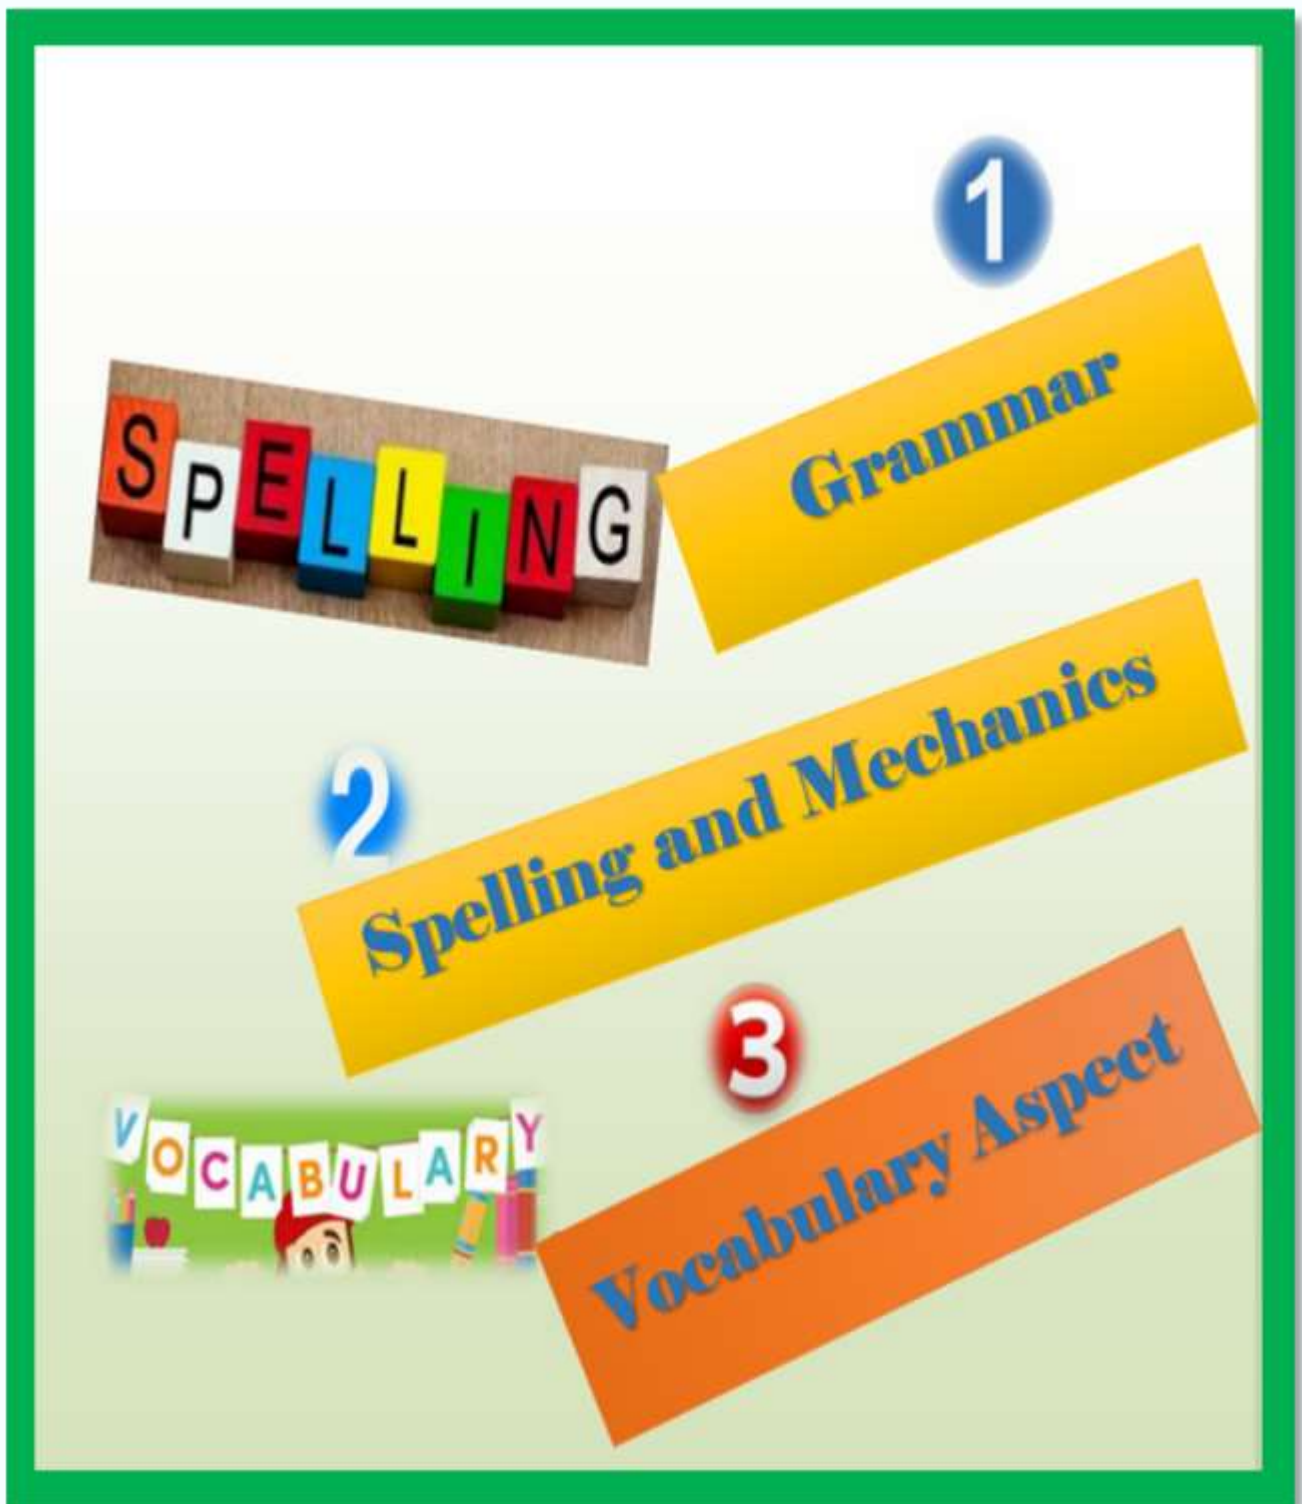 1
Grammar
SPELLING
2
Spelling and Mechanics
3
Vocabulary Aspect
VOCABULARY